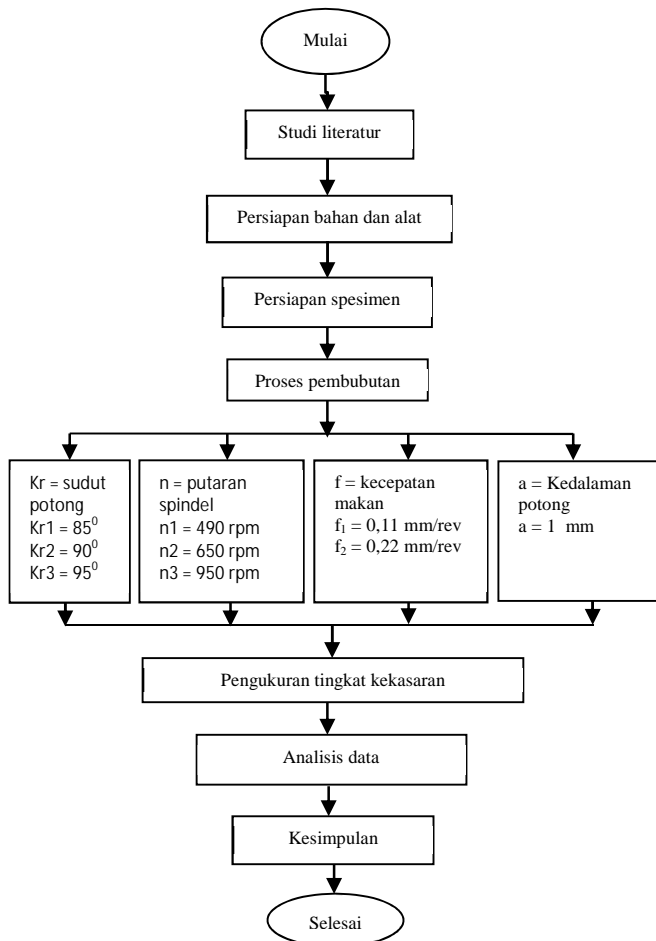 Mulai
Studi literatur
Persiapan bahan dan alat
Persiapan spesimen
Proses pembubutan
Kr = sudut
potong
Kr1 = 85⁰
Kr2 = 90⁰
Kr3 = 95⁰
n = putaran
spindel
n1 = 490 rpm
n2 = 650 rpm
n3 = 950 rpm
f = kecepatan
makan
f₁ = 0,11 mm/rev
f₂ = 0,22 mm/rev
a = Kedalaman
potong
a = 1 mm
Pengukuran tingkat kekasaran
Analisis data
Kesimpulan
Selesai